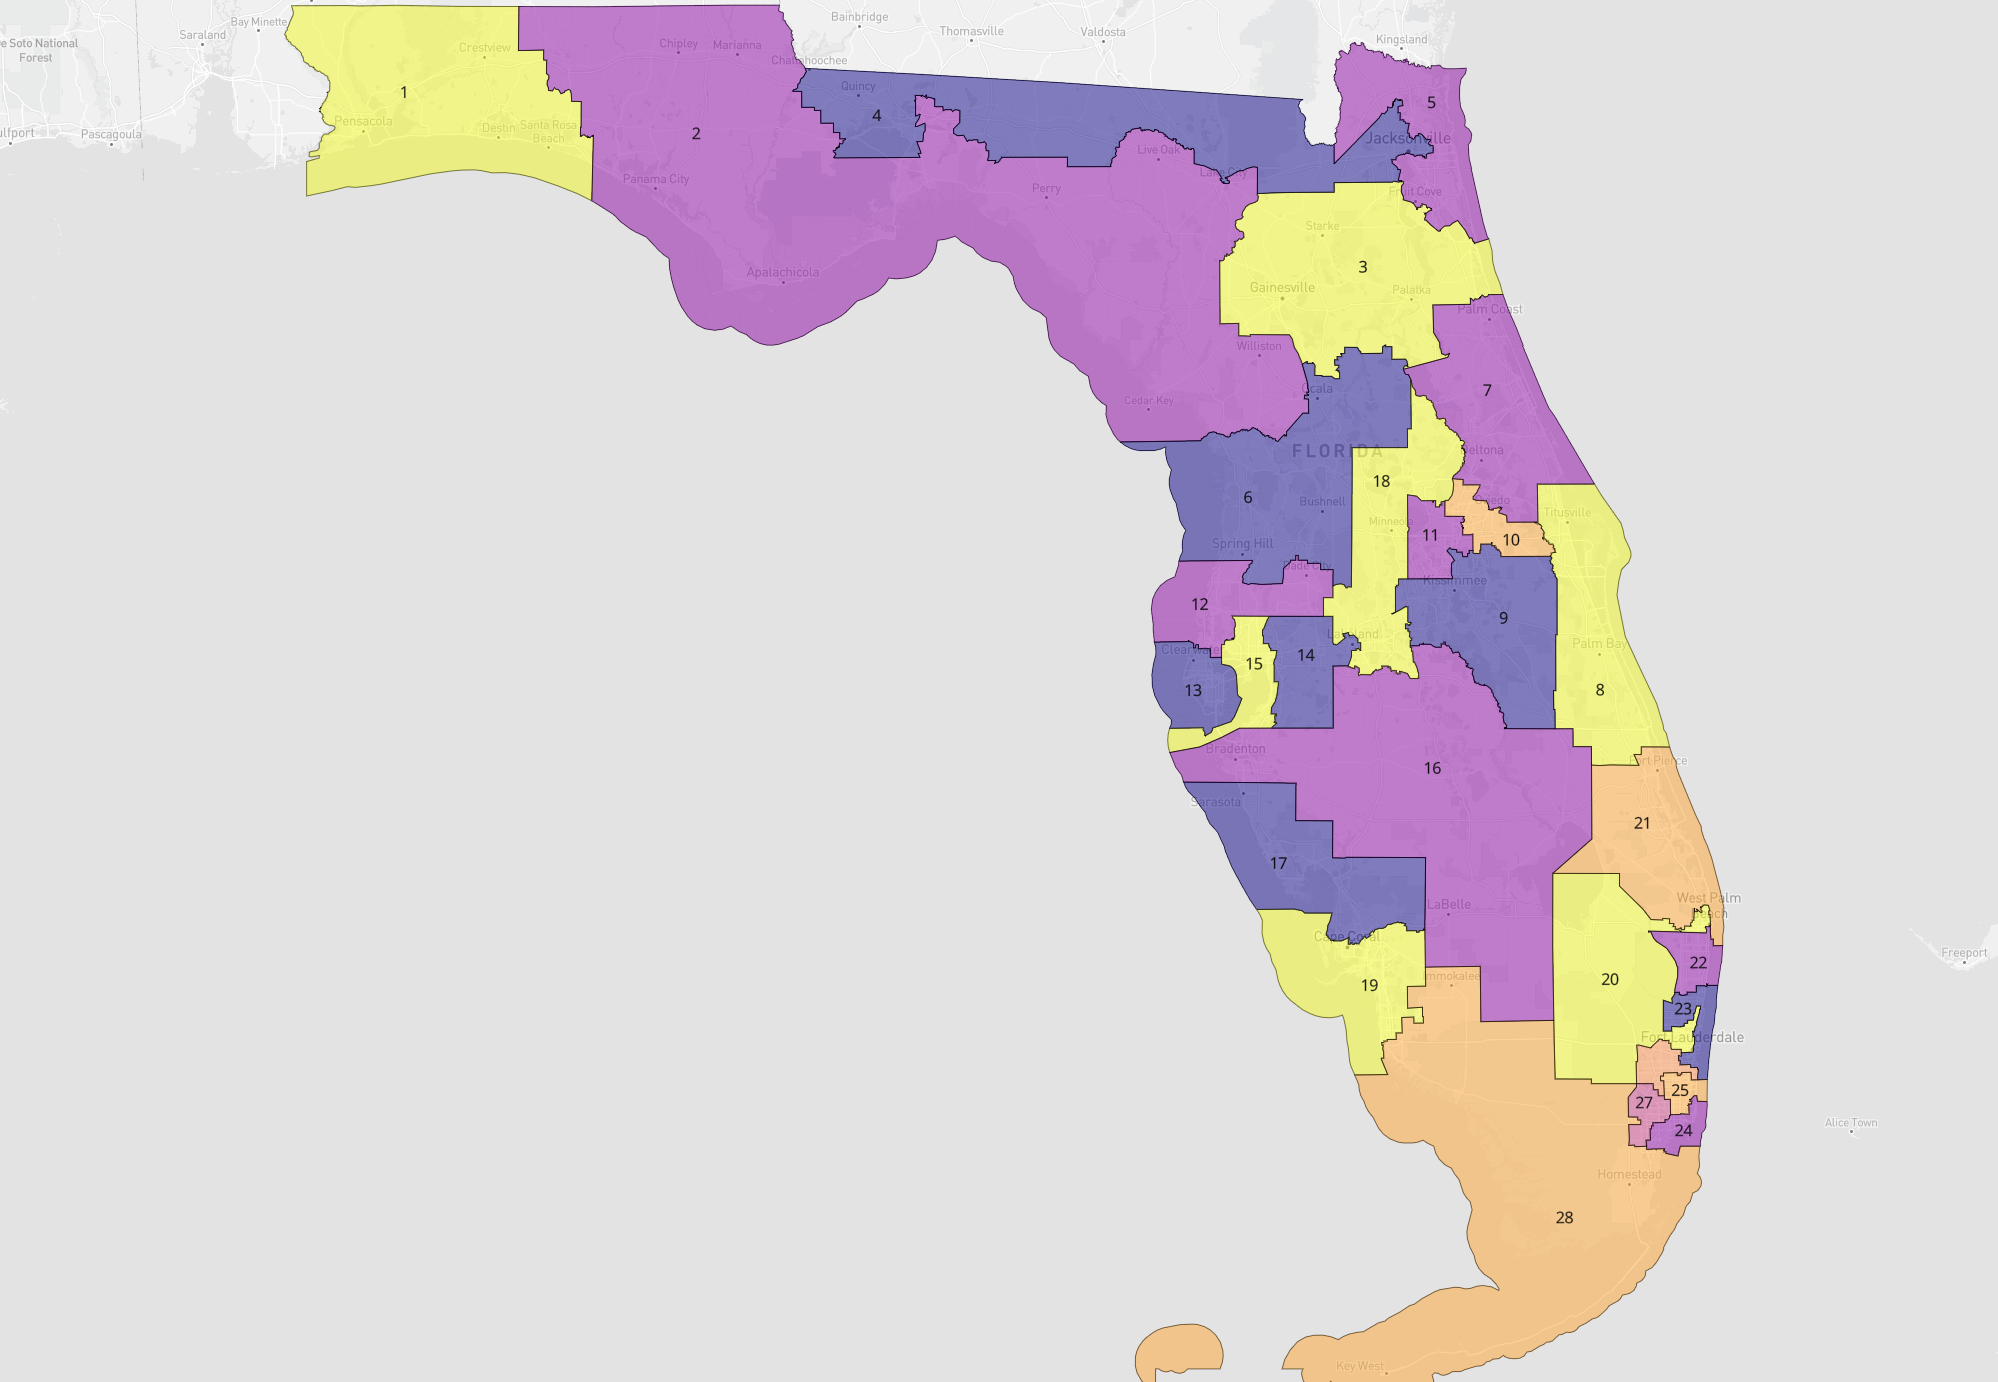 Bay Minette
Saraland
e Soto National
Forest
ulfport
Pascagoula
Crestview
1
Pensacola
Destin
Santa Rosa
Beach
Chipley
Marianna
2
Panama City
Apalachicola
Bainbridge
Thomasville
Valdosta
Chattahoochee
Quincy
4
Live Oak
Lake City
Perry
Kingsland
5
Jacksonville
Fruit Cove
Starke
3
Gainesville
Palatka
Palm Coast
Williston
Cedar Key
Ocala
7
FLORIDA
Deltona
18
6
Bushnell
Minneola
Oviedo
Titusville
11
10
Spring Hill
Dade City
Kissimmee
12
9
Lakeland
Clearwater
15
14
Palm Bay
13
8
Bradenton
16
Fort Pierce
Sarasota
21
17
LaBelle
West Palm
Beach
Cape Coral
Freeport
22
Immokalee
20
19
23
Fort Lauderdale
25
27
Alice Town
24
Homestead
28
Key West